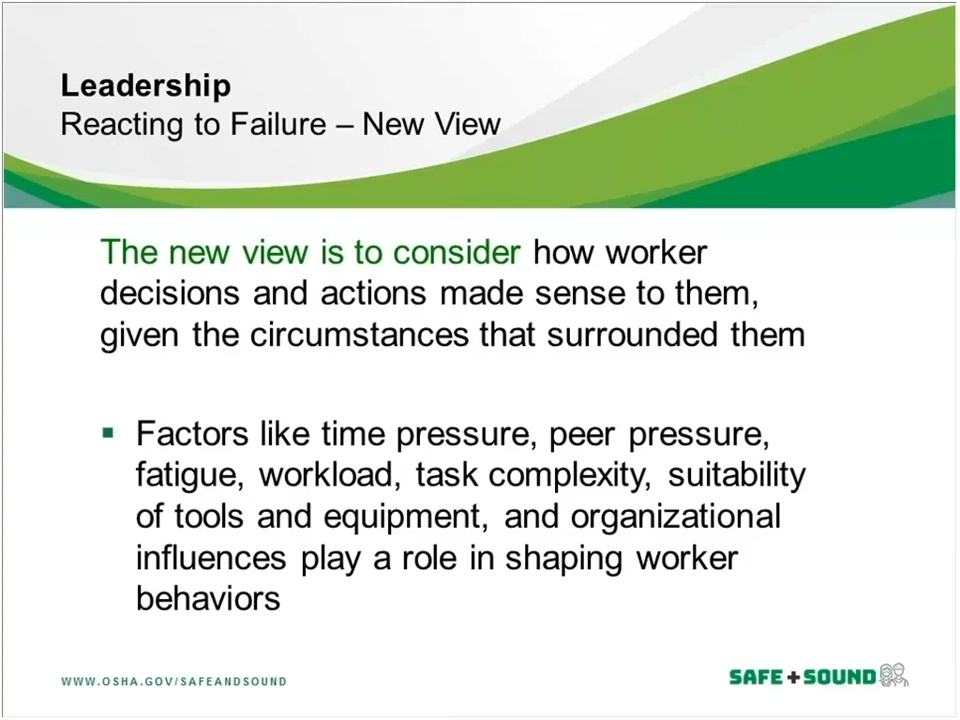 Leadership
Reacting to Failure – New View
The new view is to consider how worker
decisions and actions made sense to them,
given the circumstances that surrounded them
▪ Factors like time pressure, peer pressure,
fatigue, workload, task complexity, suitability
of tools and equipment, and organizational
influences play a role in shaping worker
behaviors
WWW.OSHA.GOV/SAFEANDSOUND
SAFE + SOUND